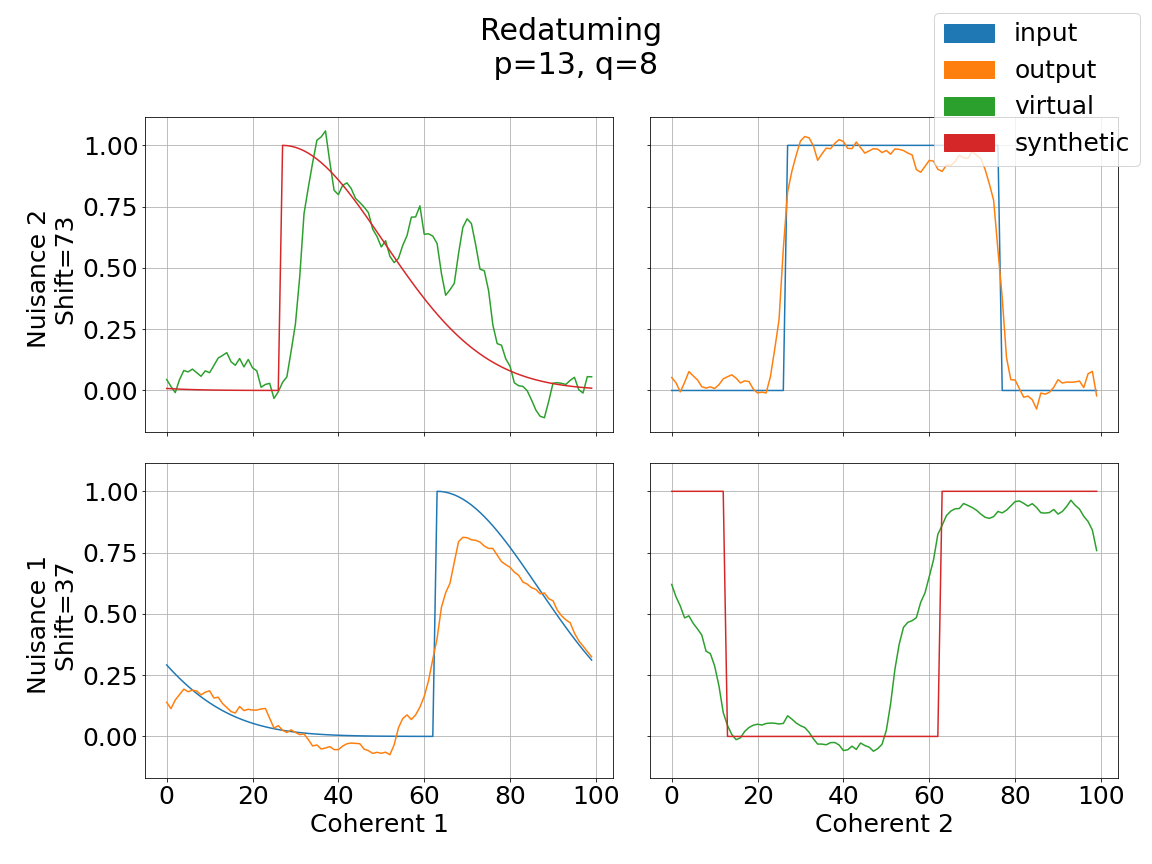 Redatuming
p=13, q=8
input
output
virtual
synthetic
Nuisance 2
Shift=73
1.00
0.75
0.50
0.25
0.00
Nuisance 1
Shift=37
1.00
0.75
0.50
0.25
0.00
0 20 40 60 80 100
Coherent 1
0 20 40 60 80 100
Coherent 2